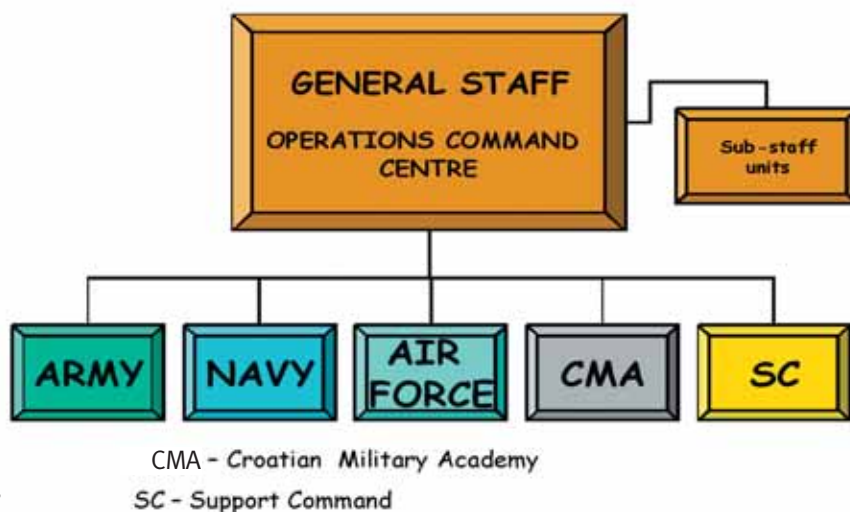 GENERAL STAFF
OPERATIONS COMMAND
CENTRE
Sub-staff
units
ARMY
NAVY
AIR
FORCE
CMA
SC
CMA - Croatian Military Academy
SC - Support Command